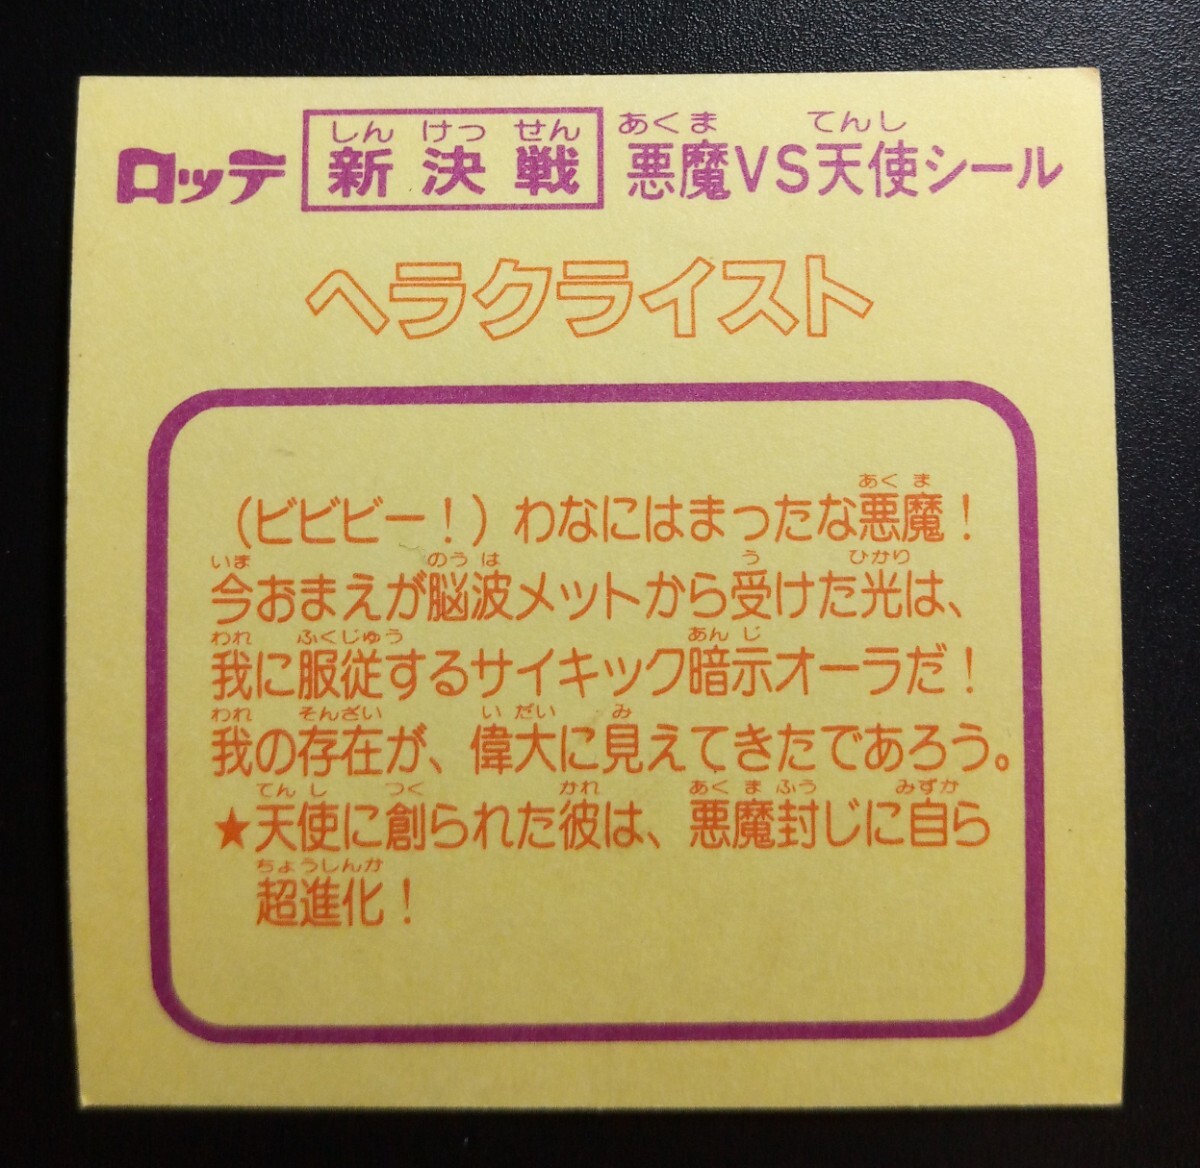 ロッテ 新決戦 悪魔VS天使シール
しん けっ せん あくま てんし
ヘラクライスト
あくま
(ビビビー!)わなにはまったな悪魔!
いま のうは う ひかり
今おまえが脳波メットから受けた光は、
われ ふくじゅう あんじ
我に服従するサイキック暗示オーラだ!
われ そんざい いだい み
我の存在が、偉大に見えてきたであろう。
てんし つく かれ あくまふう みずか
★天使に創られた彼は、悪魔封じに自ら
ちょうしんか
超進化!